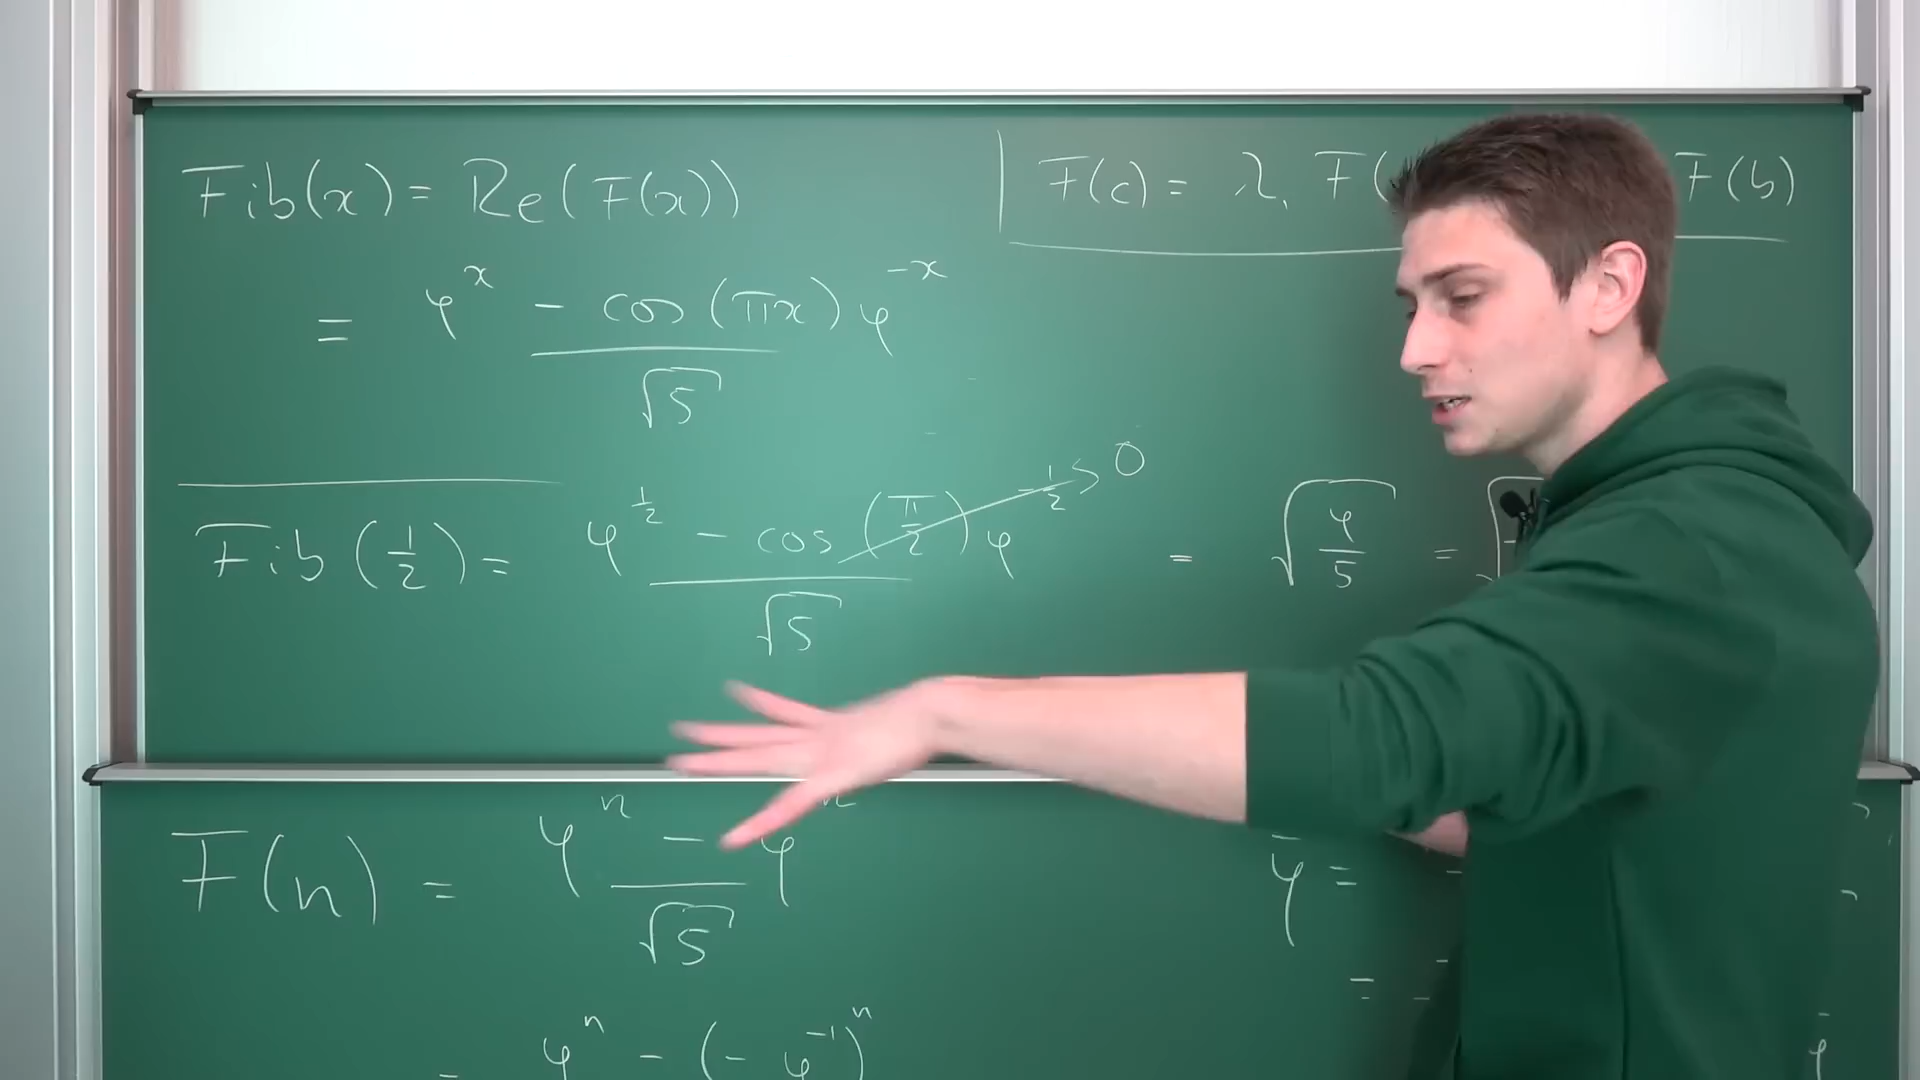 Fib(x) = Re(F(x))
F(c) = λ. F( F(b)
= φ^x - cos(πx) φ^-x
√5
Fib(1/2) = φ^1/2 - cos(π/2) φ^-1/2 → 0 = √(φ/5) =
√5
F(n) = φ^n - φ̄^n
√5
φ̄ =
=
= φ^n - (-φ^-1)^n